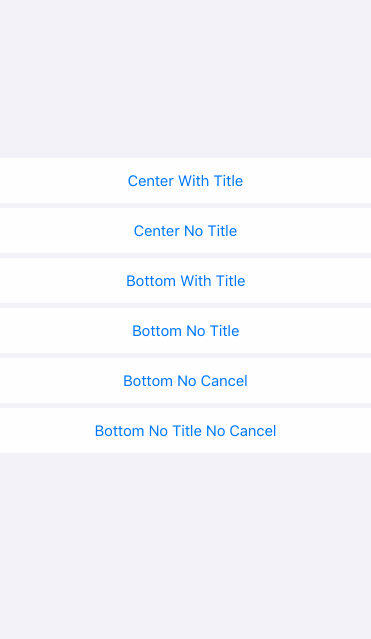 Center With Title
Center No Title
Bottom With Title
Bottom No Title
Bottom No Cancel
Bottom No Title No Cancel